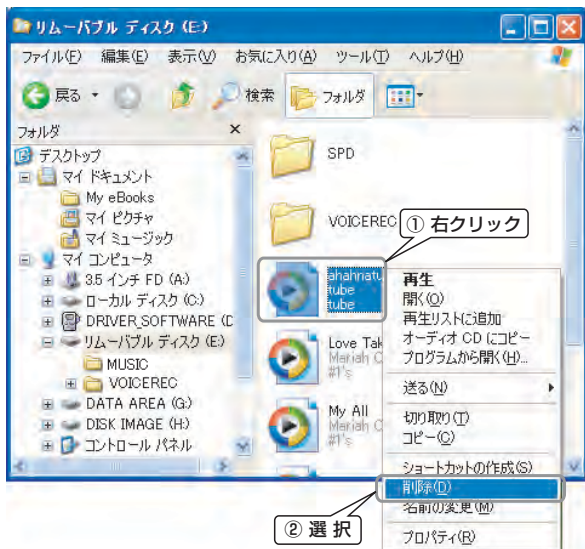 リムーバブル ディスク (E:)
ファイル(F) 編集(E) 表示(V) お気に入り(A) ツール(T) ヘルプ(H)
戻る 検索 フォルダ
フォルダ ×
デスクトップ
マイ ドキュメント
My eBooks
マイ ピクチャ
マイ ミュージック
マイ コンピュータ
3.5 インチ FD (A:)
ローカル ディスク (C:)
DRIVER_SOFTWARE (D
リムーバブル ディスク (E:)
MUSIC
VOICEREC
DATA AREA (G:)
DISK IMAGE (H:)
コントロール パネル
SPD
VOICEREC
① 右クリック
ahahnatu
tube
tube
Love Tak
Mariah C
#1's
My All
Mariah C
#1's
再生
開く(O)
再生リストに追加
オーディオ CD にコピー
プログラムから開く(H)...
送る(N)
切り取り(T)
コピー(C)
ショートカットの作成(S)
削除(D)
名前の変更(M)
プロパティ(R)
② 選 択